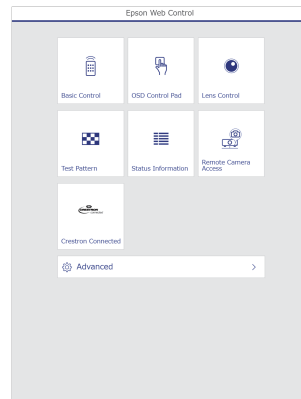 Epson Web Control
Basic Control
OSD Control Pad
Lens Control
Test Pattern
Status Information
Remote Camera
Access
CRESTRON
Crestron Connected
Advanced